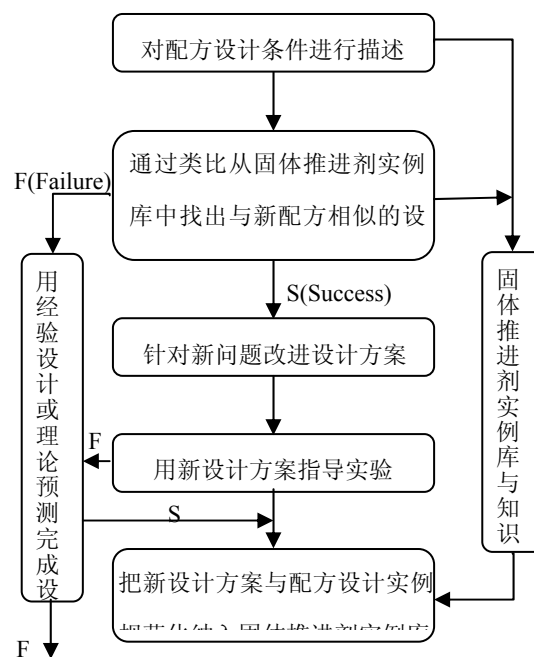 对配方设计条件进行描述
通过类比从固体推进剂实例
库中找出与新配方相似的设
F(Failure)
S(Success)
针对新问题改进设计方案
用新设计方案指导实验
F
S
用经验设计或理论预测完成设
F
固体推进剂实例库与知识
把新设计方案与配方设计实例